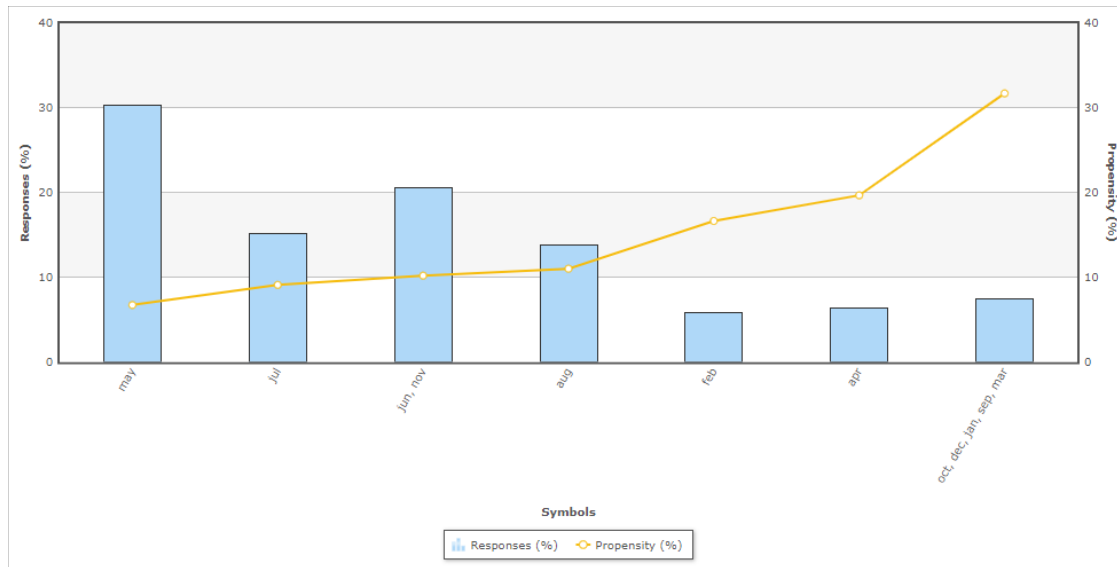 40
30
20
10
0
Responses (%)
40
30
20
10
0
Propensity (%)
may
jul
jun, nov
aug
feb
apr
oct, dec, jan, sep, mar
Symbols
Responses (%)
Propensity (%)